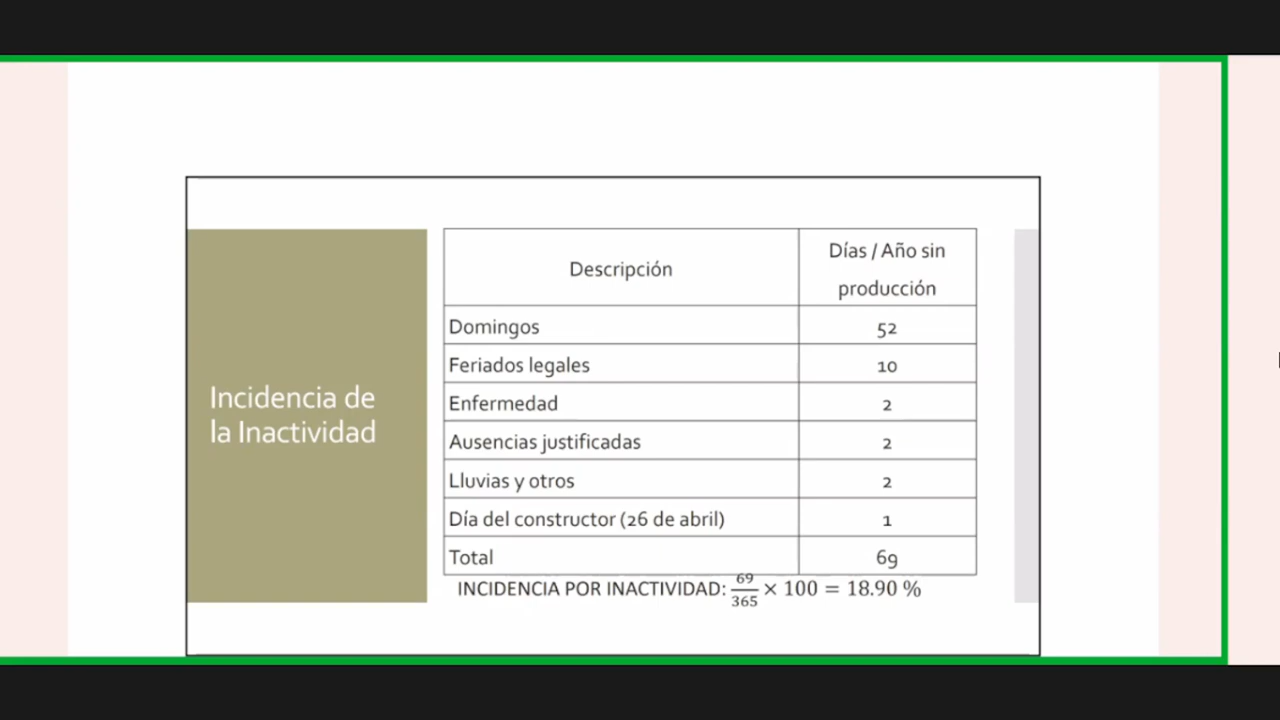 Incidencia de
la Inactividad
Descripción
Días / Año sin
producción
Domingos 52
Feriados legales 10
Enfermedad 2
Ausencias justificadas 2
Lluvias y otros 2
Día del constructor (26 de abril) 1
Total 69
INCIDENCIA POR INACTIVIDAD: 69/365 × 100 = 18.90 %